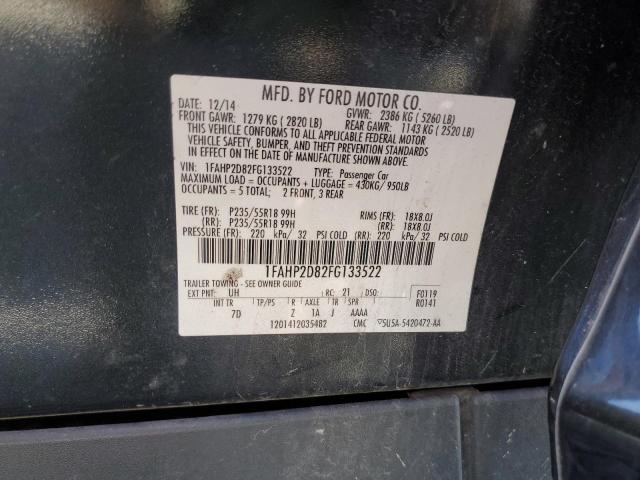 MFD. BY FORD MOTOR CO.
DATE: 12/14 GVWR: 2386 KG (5260 LB)
FRONT GAWR: 1279 KG (2820 LB) REAR GAWR: 1143 KG (2520 LB)
THIS VEHICLE CONFORMS TO ALL APPLICABLE FEDERAL MOTOR
VEHICLE SAFETY, BUMPER, AND THEFT PREVENTION STANDARDS
IN EFFECT ON THE DATE OF MANUFACTURE SHOWN ABOVE.
VIN: 1FAHP2D82FG133522 TYPE: Passenger Car
MAXIMUM LOAD = OCCUPANTS + LUGGAGE = 430KG/950LB
OCCUPANTS = 5 TOTAL: 2 FRONT, 3 REAR
TIRE (FR): P235/55R18 99H RIMS (FR): 18X8.0J
(RR): P235/55R18 99H (RR): 18X8.0J
PRESSURE (FR): 220 kPa/ 32 PSI COLD (RR): 220 kPa/ 32 PSI COLD
1FAHP2D82FG133522
TRAILER TOWING - SEE OWNER GUIDE
EXT PNT: UH RC: 21 DSO: F0119
INT TR TP/PS R AXLE TR SPR R0141
7D Z 1A J AAAA
1201412035482 CMC 5U5A-5420472-AA